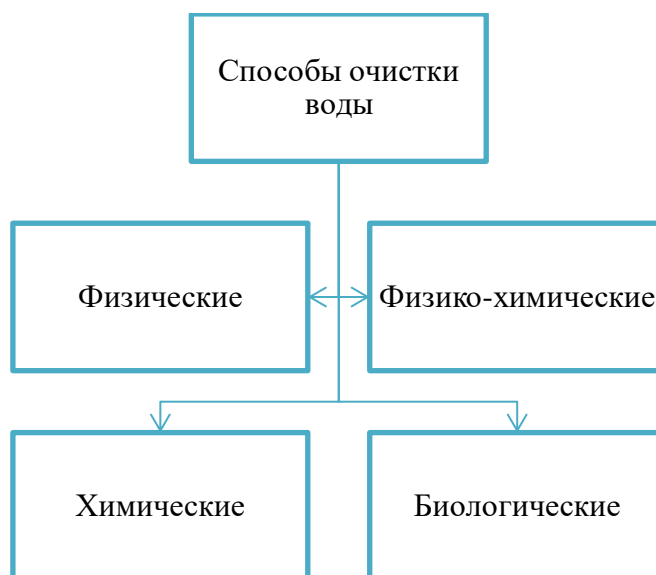 Способы очистки
воды
Физические
Физико-химические
Химические
Биологические